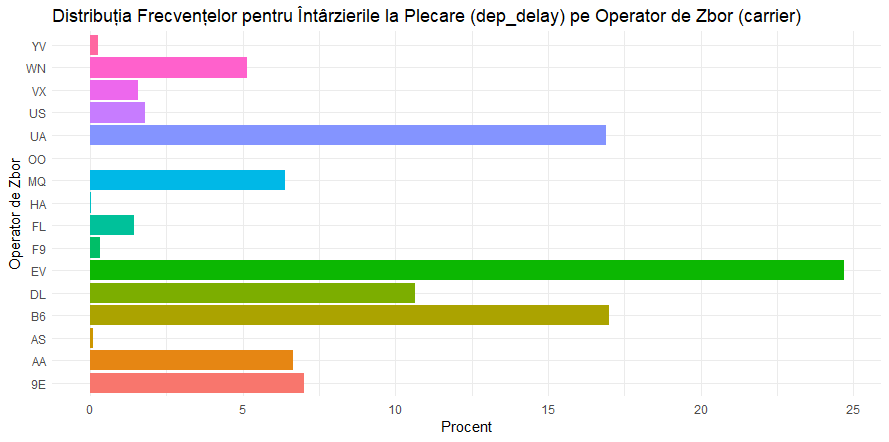 Distribuția Frecvențelor pentru Întârzierile la Plecare (dep_delay) pe Operator de Zbor (carrier)
Operator de Zbor
YV
WN
VX
US
UA
OO
MQ
HA
FL
F9
EV
DL
B6
AS
AA
9E
0 5 10 15 20 25
Procent